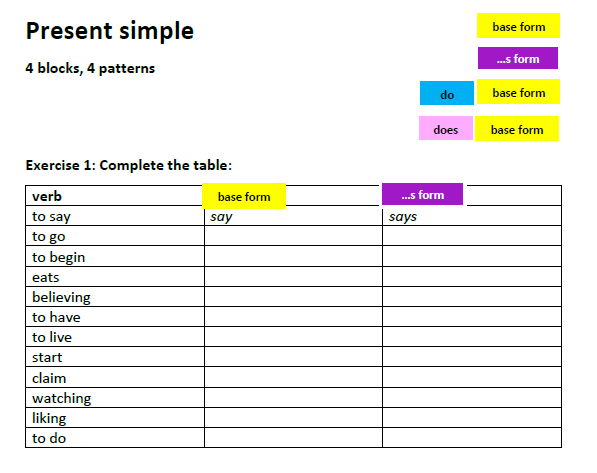 Present simple
base form
...s form
4 blocks, 4 patterns
do base form
does base form
Exercise 1: Complete the table:
verb base form ...s form
to say say says
to go
to begin
eats
believing
to have
to live
start
claim
watching
liking
to do